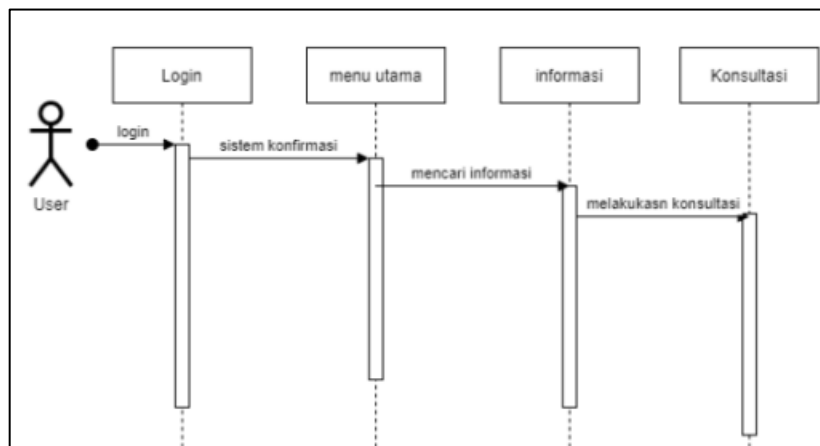 Login
menu utama
informasi
Konsultasi
login
sistem konfirmasi
mencari informasi
melakukasn konsultasi
User